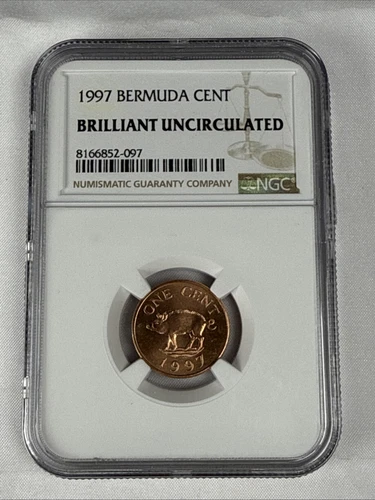 1997 BERMUDA CENT
BRILLIANT UNCIRCULATED
8166852-097
NUMISMATIC GUARANTY COMPANY
NGC
ONE CENT
1997